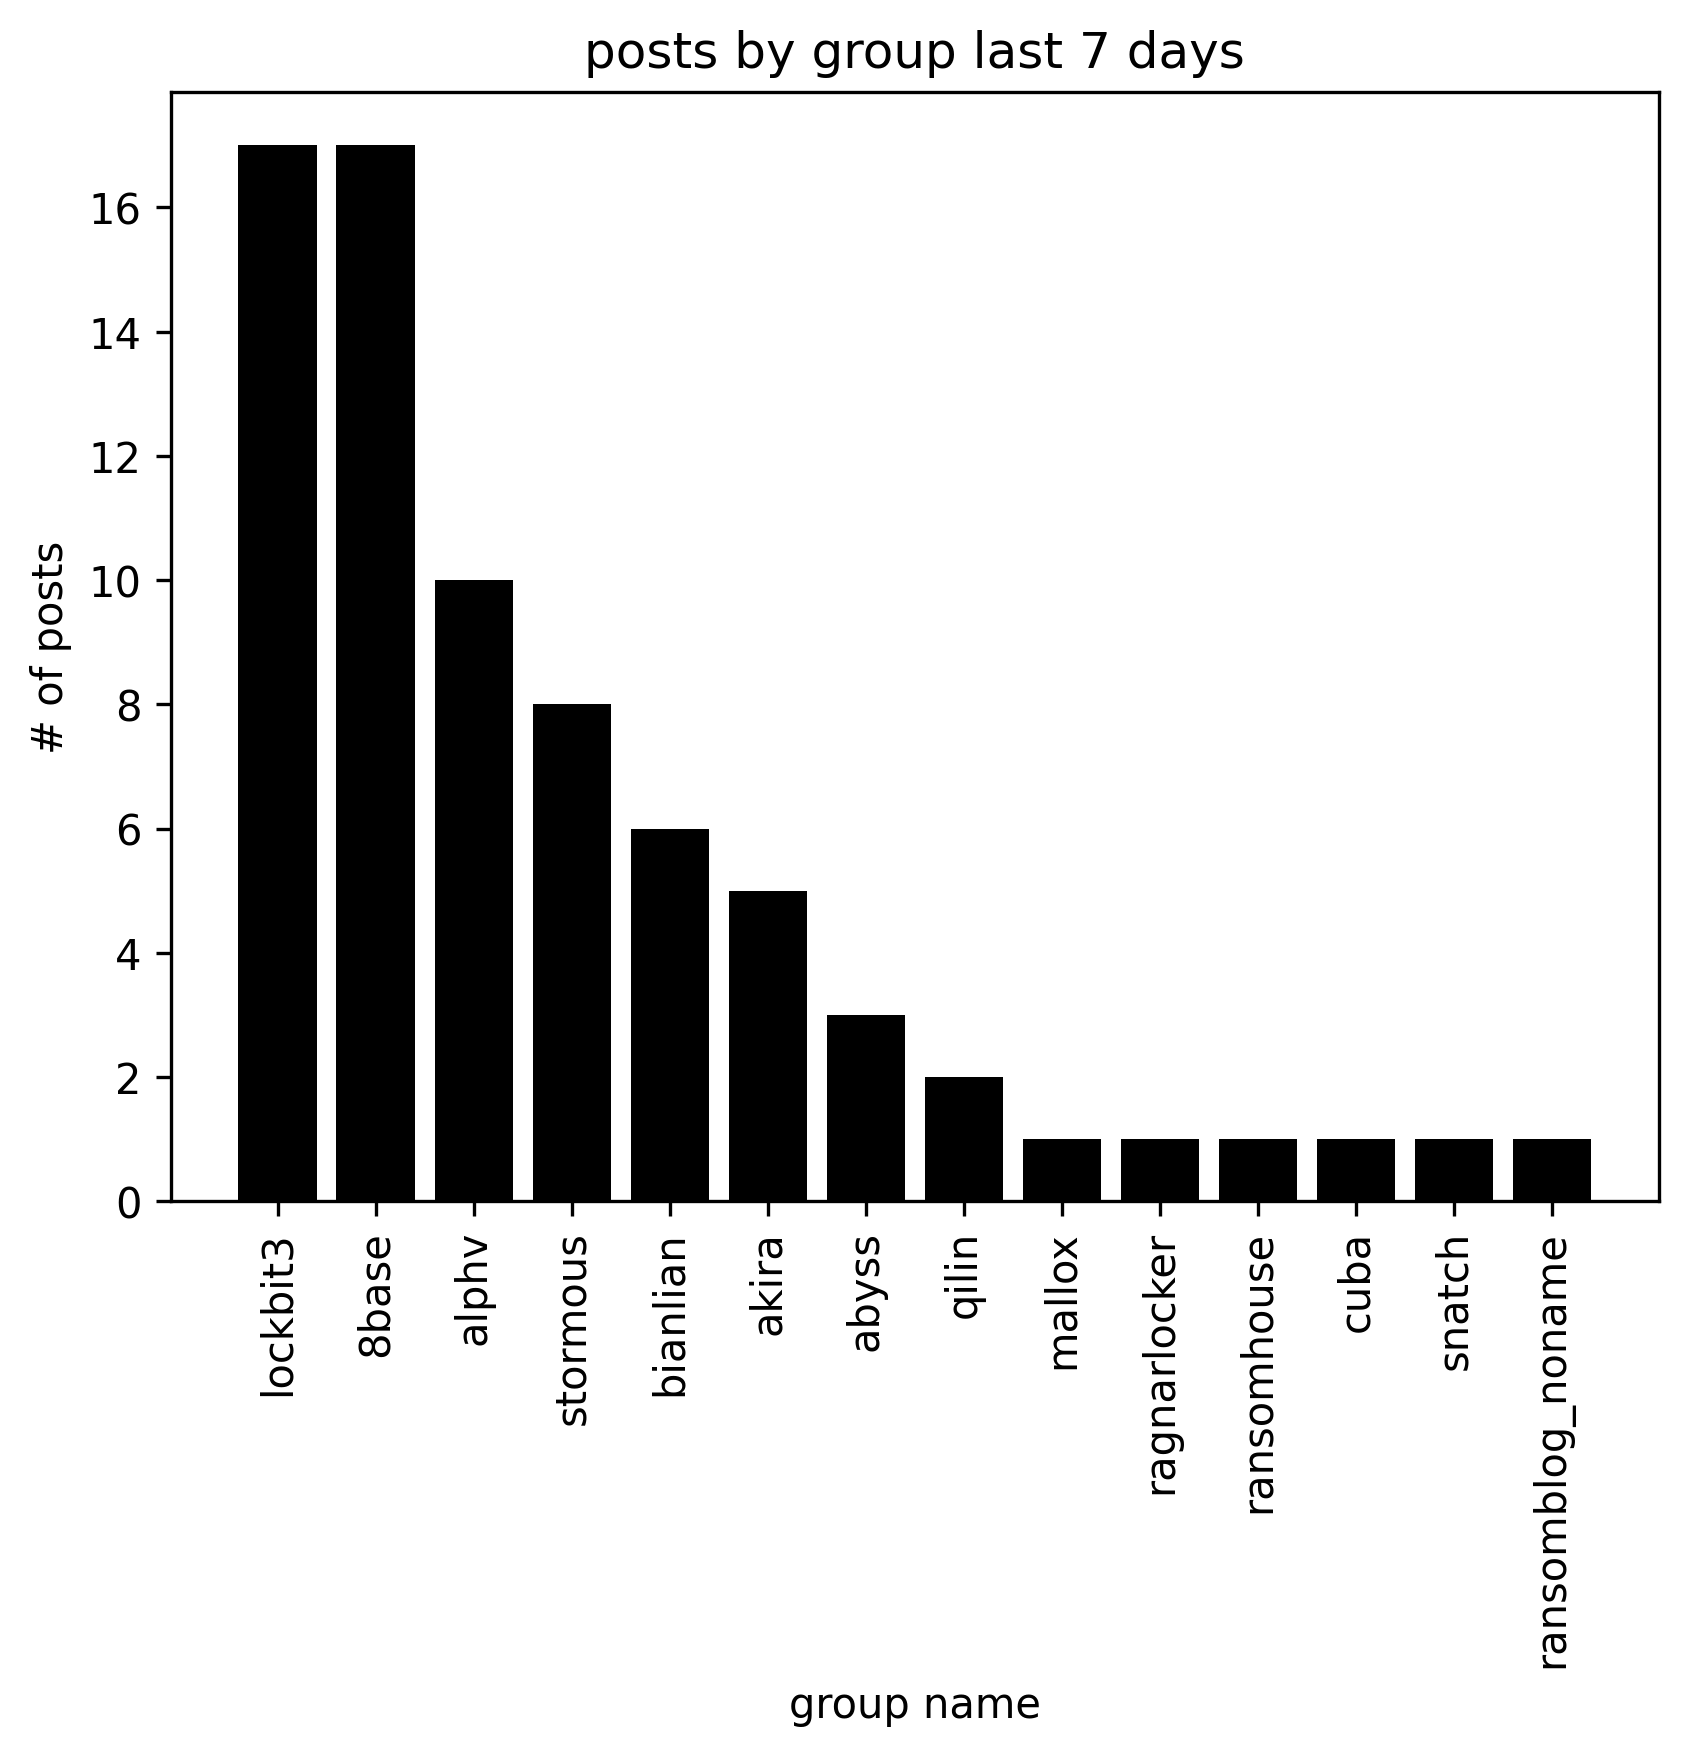 posts by group last 7 days
# of posts
16
14
12
10
8
6
4
2
0
lockbit3
8base
alphv
stormous
bianlian
akira
abyss
qilin
mallox
ragnarlocker
ransomhouse
cuba
snatch
ransomblog_noname
group name